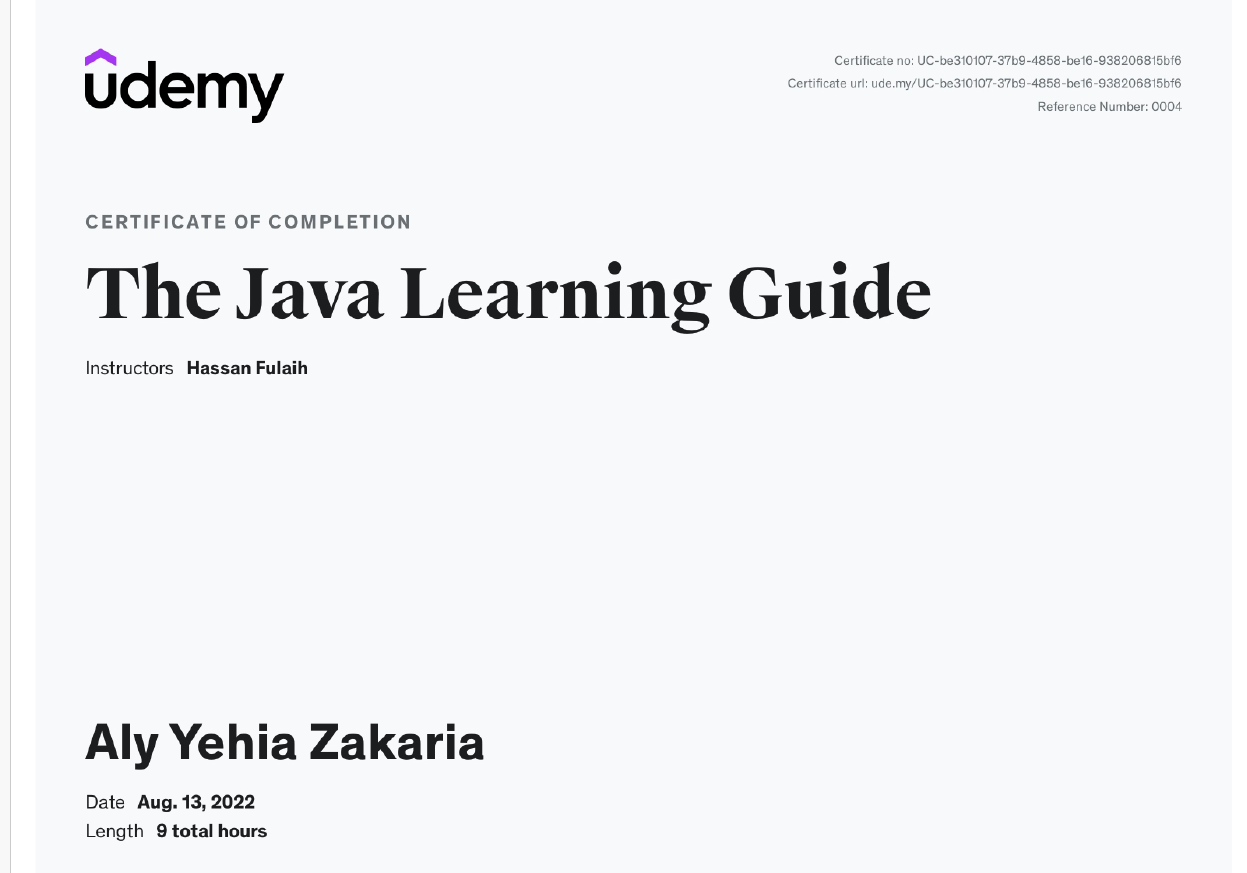 udemy
Certificate no: UC-be310107-37b9-4858-be16-938206815bf6
Certificate url: ude.my/UC-be310107-37b9-4858-be16-938206815bf6
Reference Number: 0004
CERTIFICATE OF COMPLETION
The Java Learning Guide
Instructors Hassan Fulaih
Aly Yehia Zakaria
Date Aug. 13, 2022
Length 9 total hours